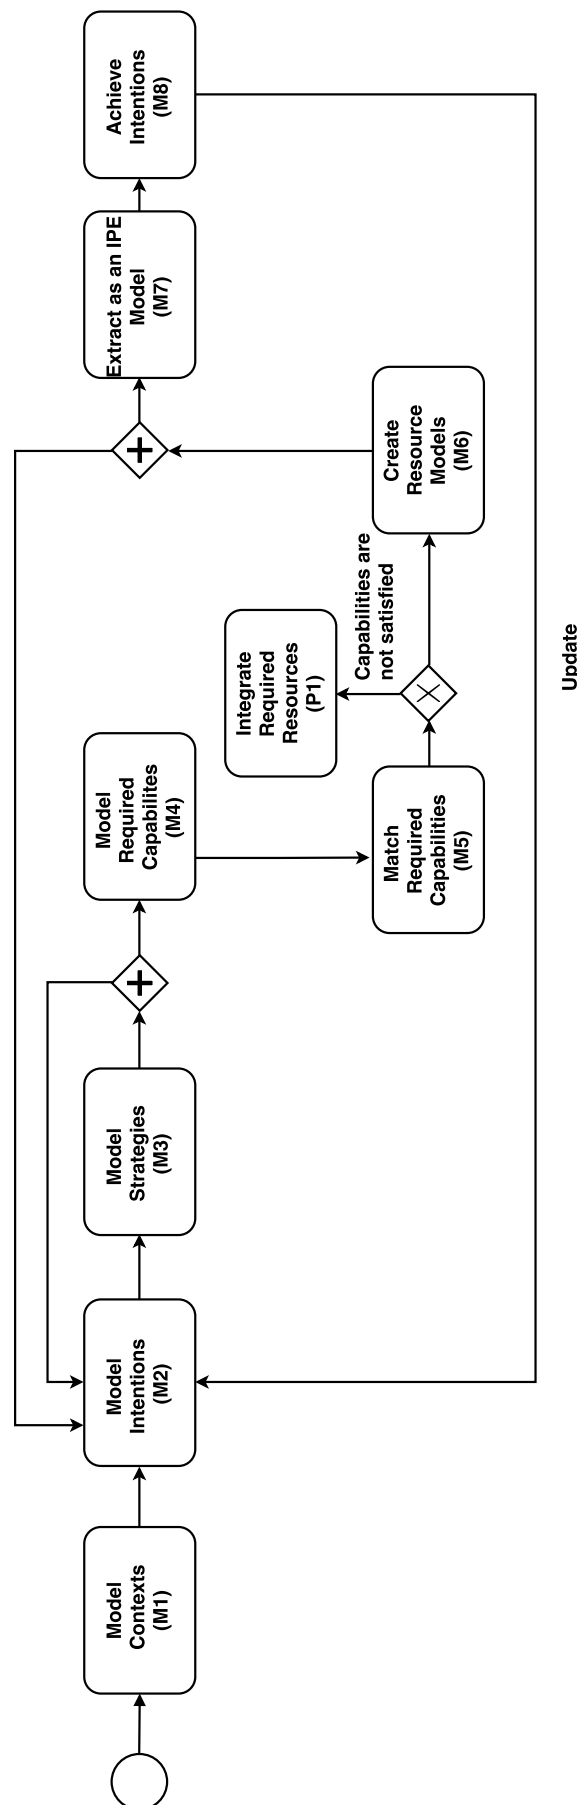 Model
Contexts
(M1)
Model
Intentions
(M2)
Model
Strategies
(M3)
Model
Required
Capabilites
(M4)
Match
Required
Capabilities
(M5)
Integrate
Required
Resources
(P1)
Capabilities are
not satisfied
Create
Resource
Models
(M6)
Extract as an IPE
Model
(M7)
Achieve
Intentions
(M8)
Update